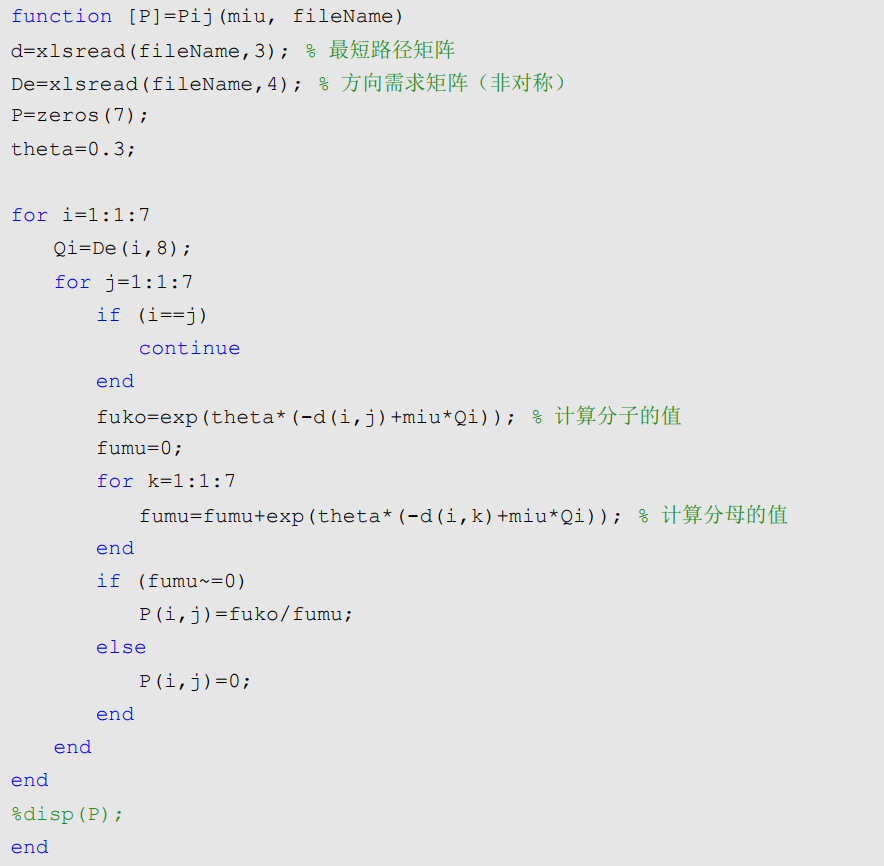 function [P]=Pij(miu, fileName)
d=xlsread(fileName,3); % 最短路径矩阵
De=xlsread(fileName,4); % 方向需求矩阵（非对称）
P=zeros(7);
theta=0.3;
for i=1:1:7
Qi=De(i,8);
for j=1:1:7
if (i==j)
continue
end
fuko=exp(theta*(-d(i,j)+miu*Qi)); % 计算分子的值
fumu=0;
for k=1:1:7
fumu=fumu+exp(theta*(-d(i,k)+miu*Qi)); % 计算分母的值
end
if (fumu~=0)
P(i,j)=fuko/fumu;
else
P(i,j)=0;
end
end
end
%disp(P);
end